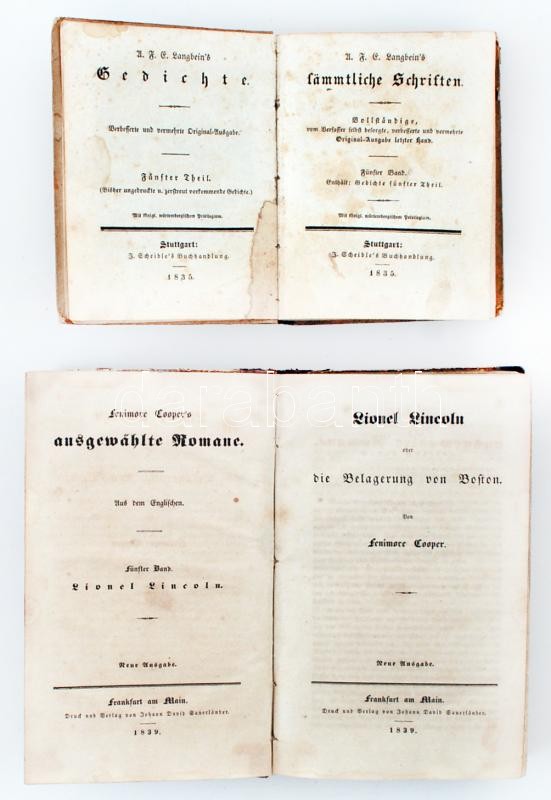 A. F. E. Langbein's
Gedichte.
Verbesserte und vermehrte Original-Ausgabe.
Fünfter Theil.
(Bisher ungedruckte u. zerstreut vorkommende Gedichte.)
Mit Königl. württembergischem Privilegium.
Stuttgart:
J. Scheible's Buchhandlung.
1835.
A. F. E. Langbein's
sämmtliche Schriften.
Vollständige,
vom Verfasser selbst besorgte, verbesserte und vermehrte
Original-Ausgabe letzter Hand.
Fünfter Band.
Enthält: Gedichte fünfter Theil.
Mit Königl. württembergischem Privilegium.
Stuttgart:
J. Scheible's Buchhandlung.
1835.
Fenimore Cooper's
ausgewählte Romane.
Aus dem Englischen.
Fünfter Band.
Lionel Lincoln.
Neue Ausgabe.
Frankfurt am Main.
Druck und Verlag von Johann David Sauerländer.
1839.
Lionel Lincoln
oder
die Belagerung von Boston.
Von
Fenimore Cooper.
Neue Ausgabe.
Frankfurt am Main.
Druck und Verlag von Johann David Sauerländer.
1839.
darabanth